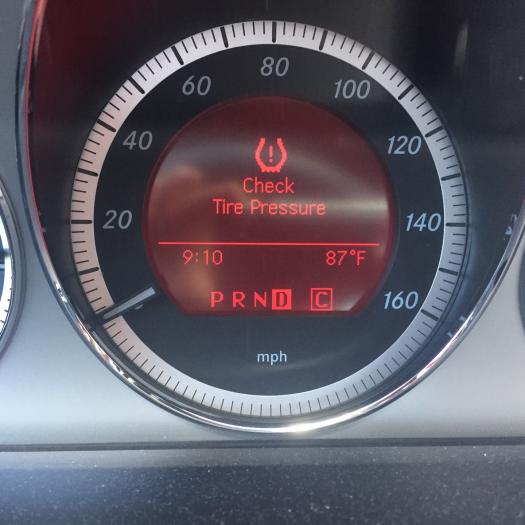 80
60 100
40 120
20 140
160
Check
Tire Pressure
9:10 87°F
P R N D C
mph